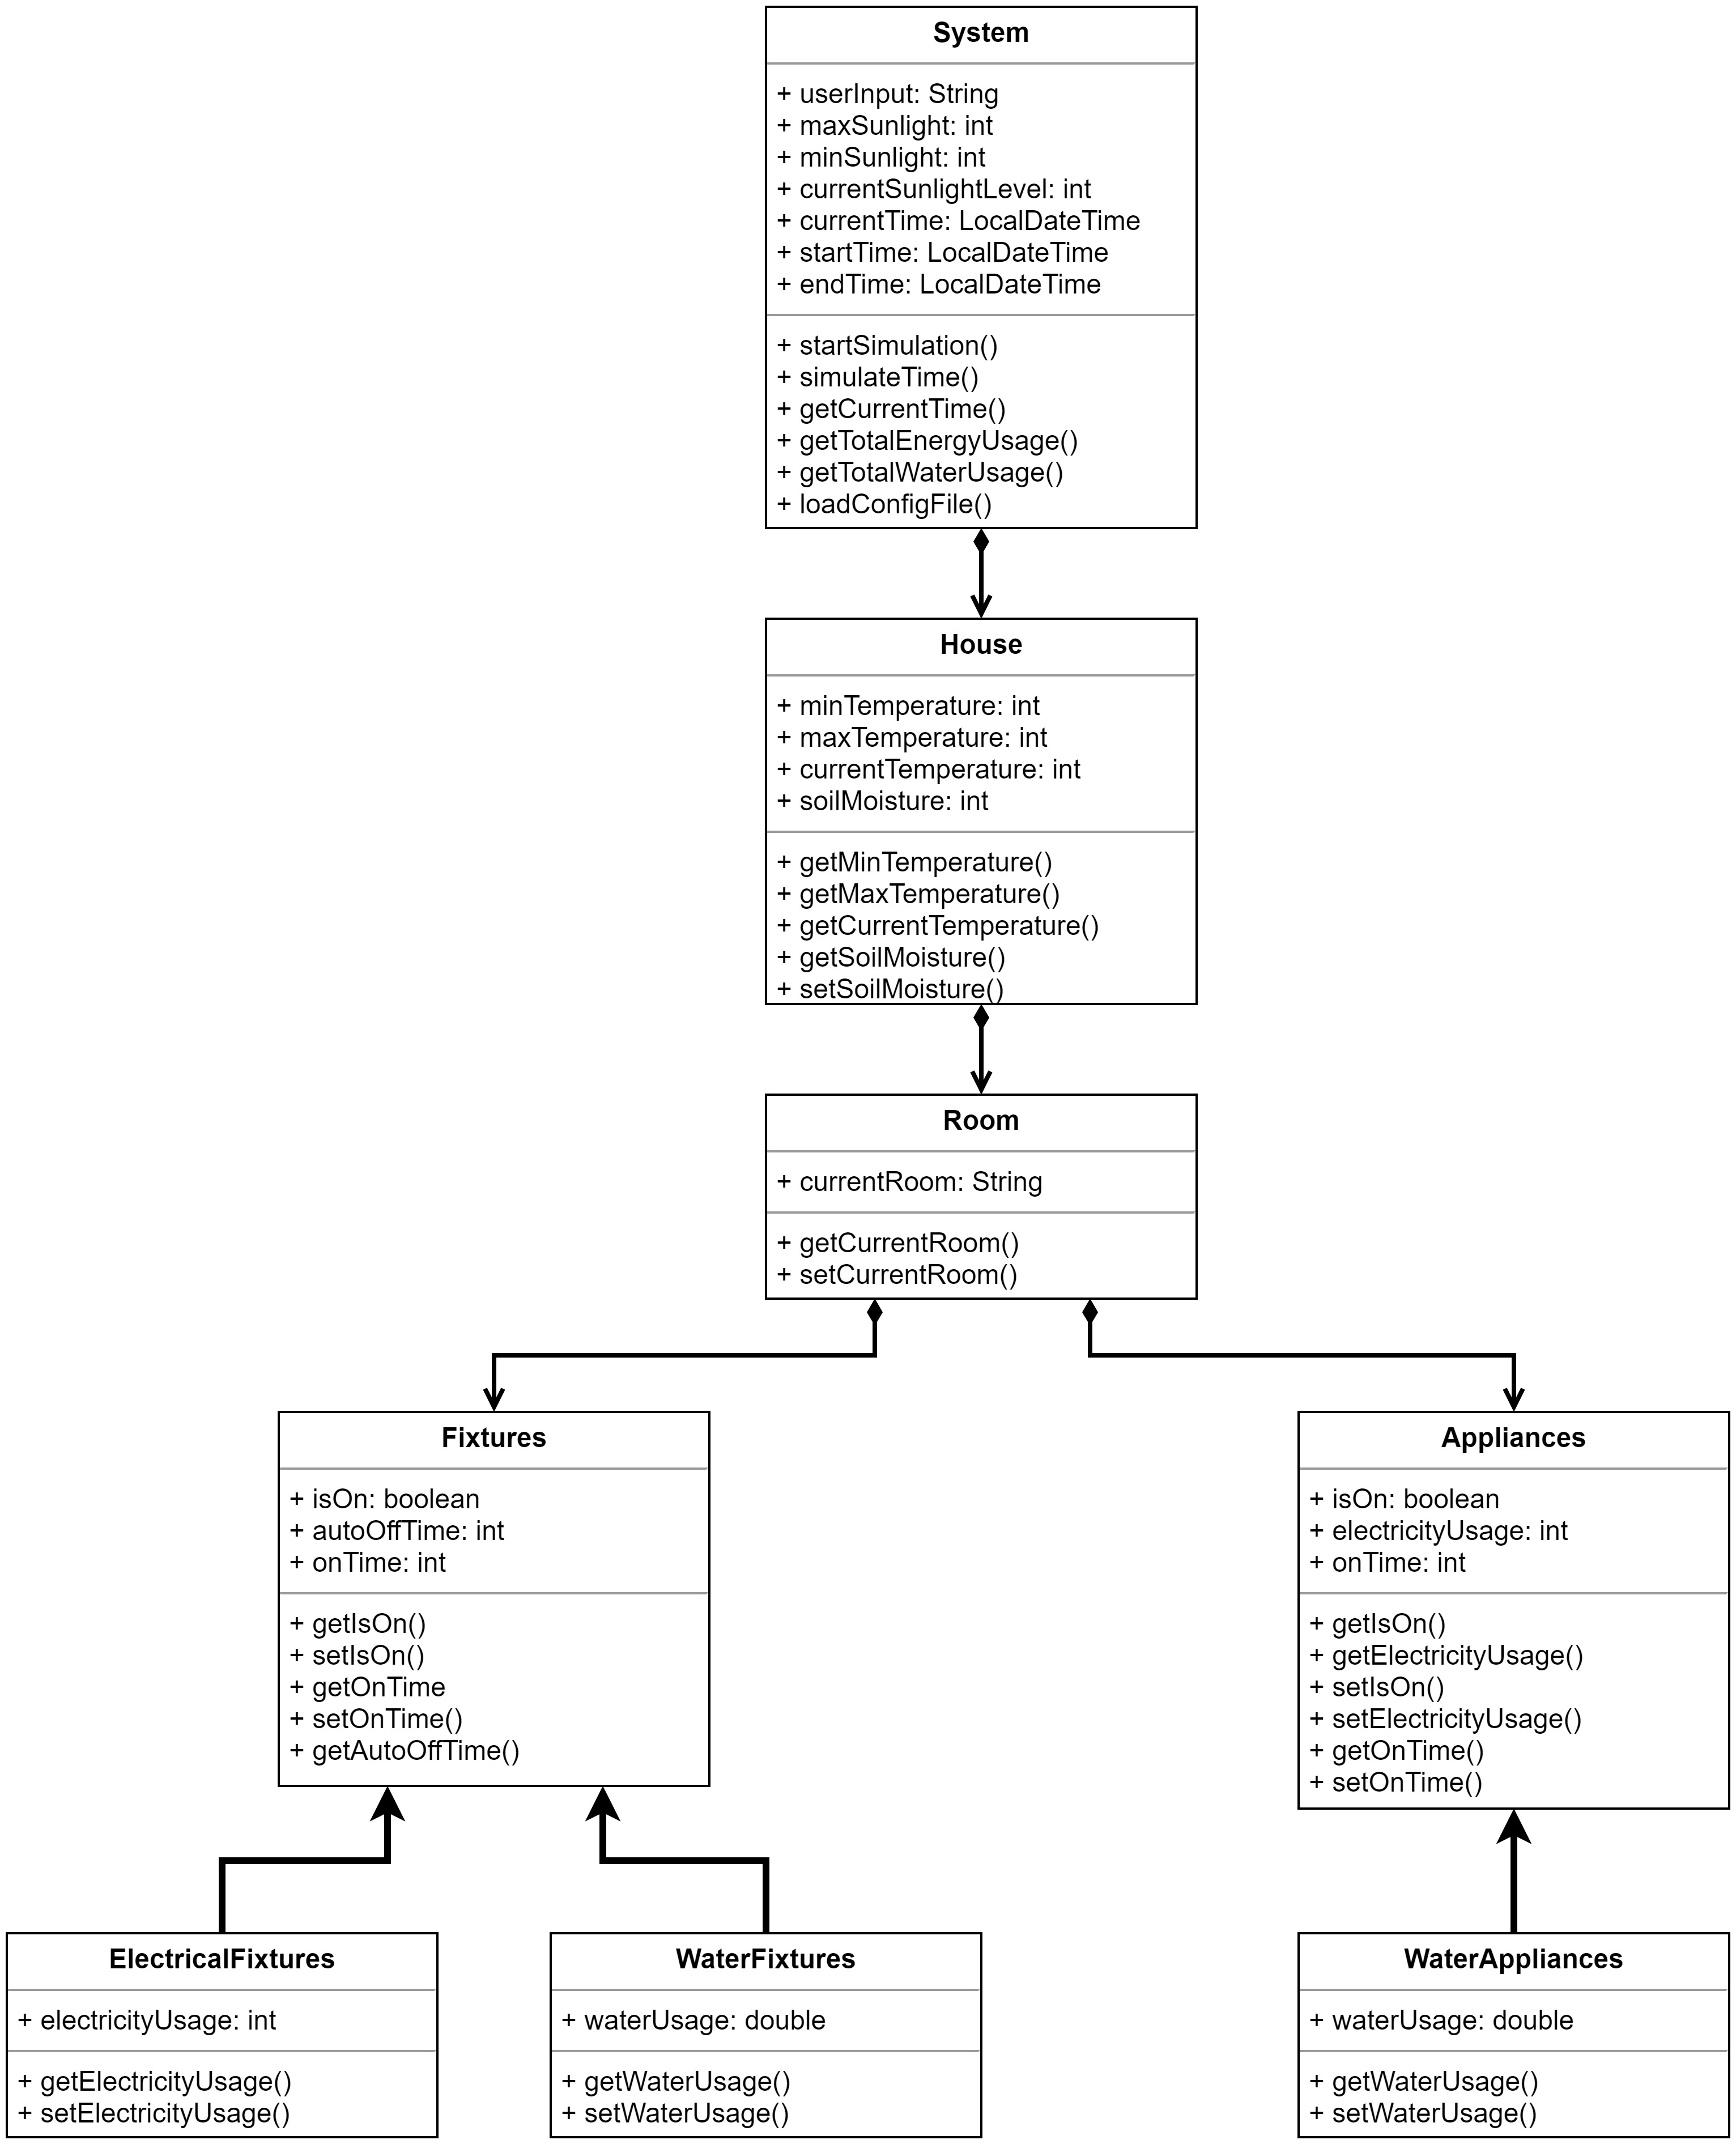 System
+ userInput: String
+ maxSunlight: int
+ minSunlight: int
+ currentSunlightLevel: int
+ currentTime: LocalDateTime
+ startTime: LocalDateTime
+ endTime: LocalDateTime
+ startSimulation()
+ simulateTime()
+ getCurrentTime()
+ getTotalEnergyUsage()
+ getTotalWaterUsage()
+ loadConfigFile()
House
+ minTemperature: int
+ maxTemperature: int
+ currentTemperature: int
+ soilMoisture: int
+ getMinTemperature()
+ getMaxTemperature()
+ getCurrentTemperature()
+ getSoilMoisture()
+ setSoilMoisture()
Room
+ currentRoom: String
+ getCurrentRoom()
+ setCurrentRoom()
Fixtures
+ isOn: boolean
+ autoOffTime: int
+ onTime: int
+ getIsOn()
+ setIsOn()
+ getOnTime
+ setOnTime()
+ getAutoOffTime()
Appliances
+ isOn: boolean
+ electricityUsage: int
+ onTime: int
+ getIsOn()
+ getElectricityUsage()
+ setIsOn()
+ setElectricityUsage()
+ getOnTime()
+ setOnTime()
ElectricalFixtures
+ electricityUsage: int
+ getElectricityUsage()
+ setElectricityUsage()
WaterFixtures
+ waterUsage: double
+ getWaterUsage()
+ setWaterUsage()
WaterAppliances
+ waterUsage: double
+ getWaterUsage()
+ setWaterUsage()